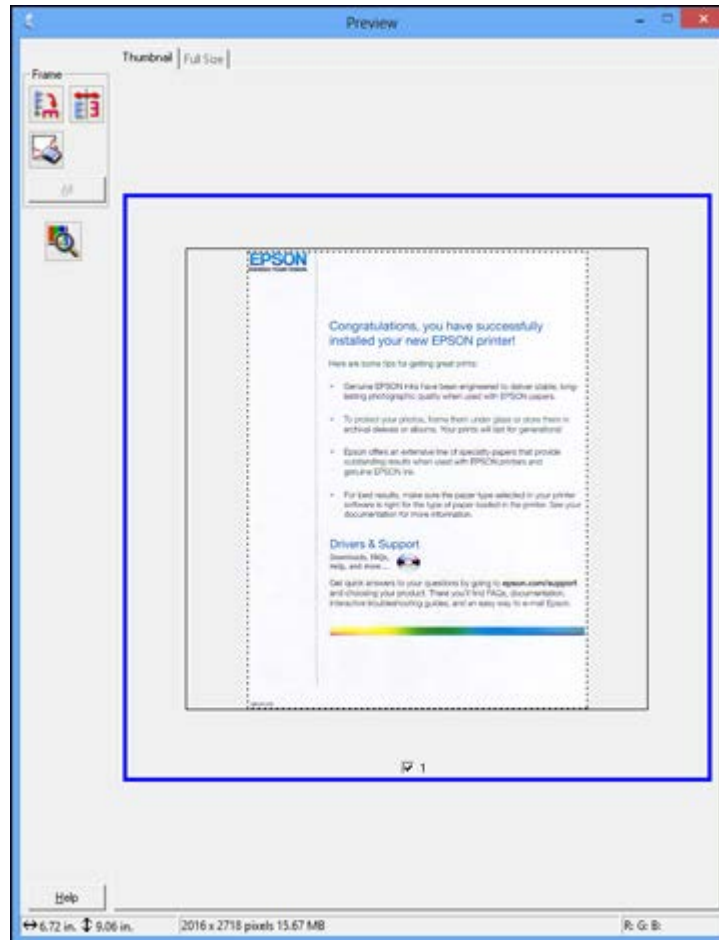 Preview
Thumbnail Full Size
Frame
All
EPSON
EXCEED YOUR VISION
Congratulations, you have successfully
installed your new EPSON printer!
Here are some tips for getting great prints:
• Genuine EPSON inks have been engineered to deliver stable, long-
lasting photographic quality when used with EPSON papers.
• To protect your photos, frame them under glass or store them in
archival sleeves or albums. Your prints will last for generations!
• Epson offers an extensive line of specialty papers that provide
outstanding results when used with EPSON printers and
genuine EPSON ink.
• For best results, make sure the paper type selected in your printer
software is right for the type of paper loaded in the printer. See your
documentation for more information.
Drivers & Support
Downloads, FAQs,
Help, and more ...
Get quick answers to your questions by going to epson.com/support
and choosing your product. There you'll find FAQs, documentation,
interactive troubleshooting guides, and an easy way to e-mail Epson.
1
Help
6.72 in. 9.06 in. 2016 x 2718 pixels 15.67 MB R: G: B: